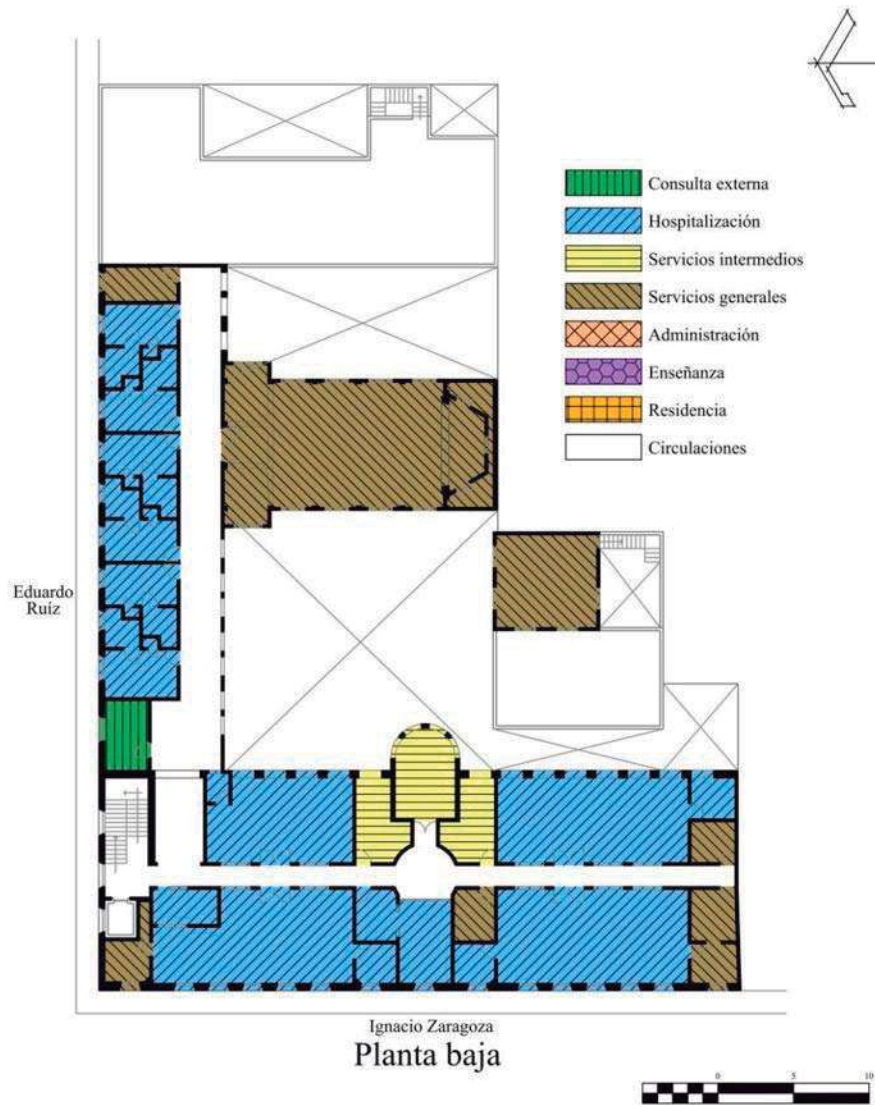 Consulta externa
Hospitalización
Servicios intermedios
Servicios generales
Administración
Enseñanza
Residencia
Circulaciones
Eduardo
Ruíz
Ignacio Zaragoza
Planta baja
0 5 10